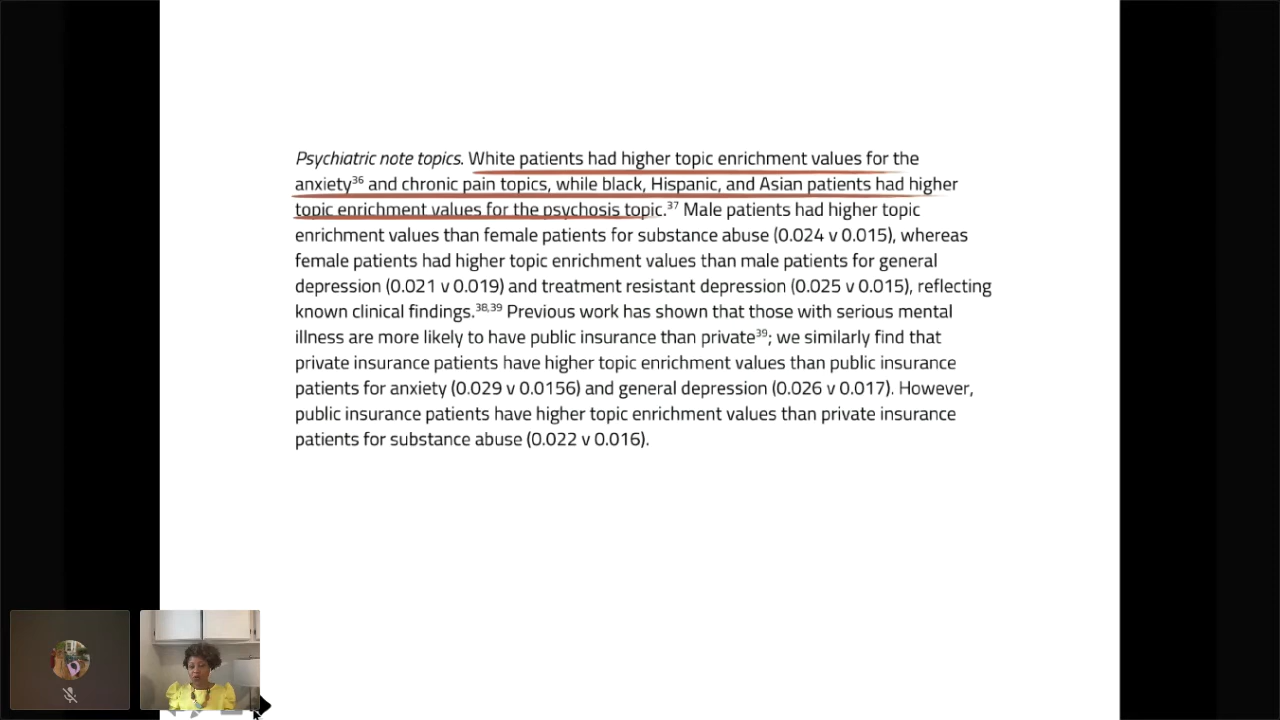 Psychiatric note topics. White patients had higher topic enrichment values for the
anxiety36 and chronic pain topics, while black, Hispanic, and Asian patients had higher
topic enrichment values for the psychosis topic.37 Male patients had higher topic
enrichment values than female patients for substance abuse (0.024 v 0.015), whereas
female patients had higher topic enrichment values than male patients for general
depression (0.021 v 0.019) and treatment resistant depression (0.025 v 0.015), reflecting
known clinical findings.38,39 Previous work has shown that those with serious mental
illness are more likely to have public insurance than private39; we similarly find that
private insurance patients have higher topic enrichment values than public insurance
patients for anxiety (0.029 v 0.0156) and general depression (0.026 v 0.017). However,
public insurance patients have higher topic enrichment values than private insurance
patients for substance abuse (0.022 v 0.016).